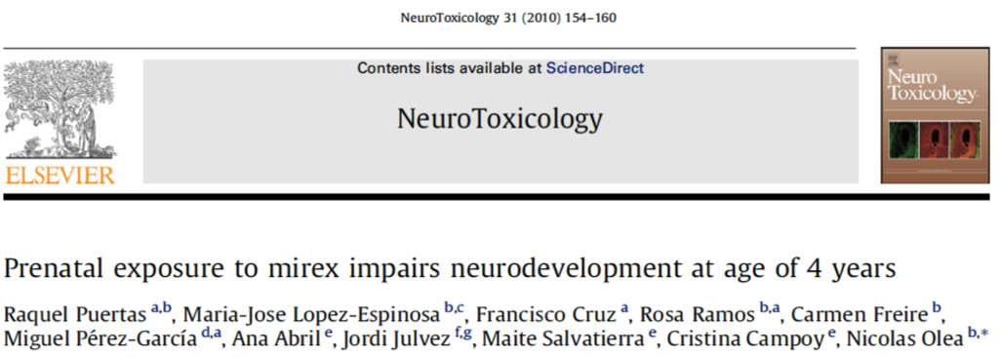 NeuroToxicology 31 (2010) 154–160
Contents lists available at ScienceDirect
NeuroToxicology
Neuro
Toxicology
ELSEVIER
Prenatal exposure to mirex impairs neurodevelopment at age of 4 years
Raquel Puertas a,b, Maria-Jose Lopez-Espinosa b,c, Francisco Cruz a, Rosa Ramos b,a, Carmen Freire b,
Miguel Pérez-García d,a, Ana Abril e, Jordi Julvez f,g, Maite Salvatierra e, Cristina Campoy e, Nicolas Olea b,*